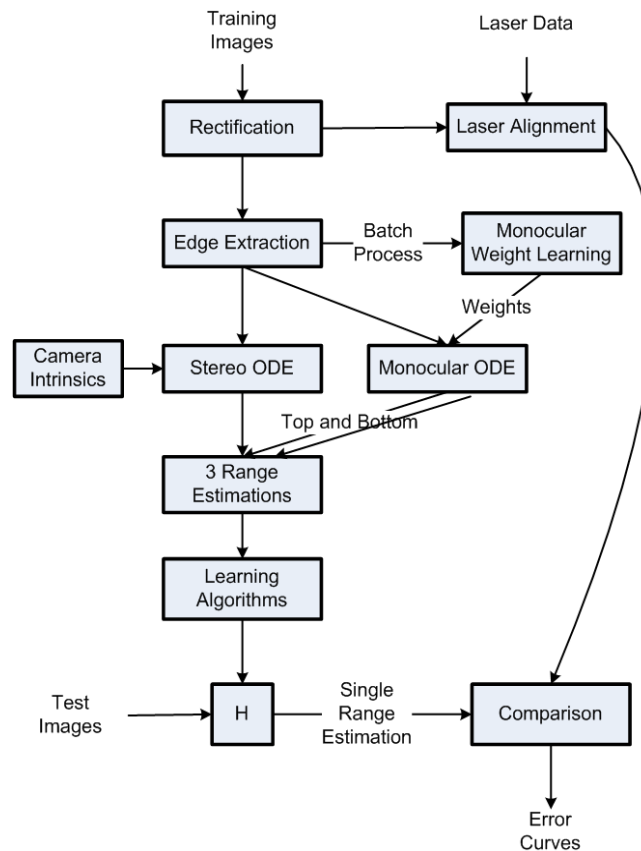 Training
Images
Laser Data
Rectification
Laser Alignment
Edge Extraction
Batch
Process
Monocular
Weight Learning
Weights
Camera
Intrinsics
Stereo ODE
Monocular ODE
Top and Bottom
3 Range
Estimations
Learning
Algorithms
Test
Images
H
Single
Range
Estimation
Comparison
Error
Curves